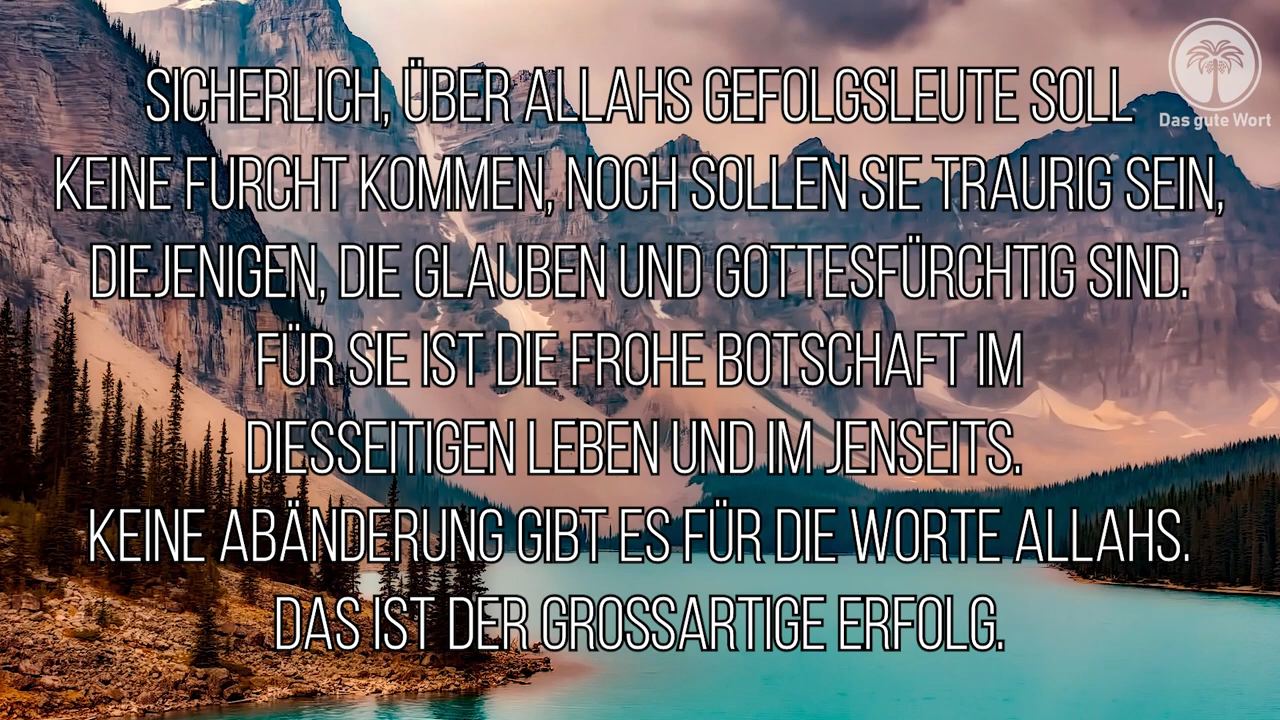 SICHERLICH, ÜBER ALLAHS GEFOLGSLEUTE SOLL
KEINE FURCHT KOMMEN, NOCH SOLLEN SIE TRAURIG SEIN,
DIEJENIGEN, DIE GLAUBEN UND GOTTESFÜRCHTIG SIND.
FÜR SIE IST DIE FROHE BOTSCHAFT IM
DIESSEITIGEN LEBEN UND IM JENSEITS.
KEINE ABÄNDERUNG GIBT ES FÜR DIE WORTE ALLAHS.
DAS IST DER GROSSARTIGE ERFOLG.
Das gute Wort